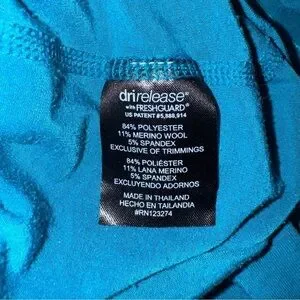 drirelease®
with FRESHGUARD®
US PATENT #5,888,914
84% POLYESTER
11% MERINO WOOL
5% SPANDEX
EXCLUSIVE OF TRIMMINGS
84% POLIÉSTER
11% LANA MERINO
5% SPANDEX
EXCLUYENDO ADORNOS
MADE IN THAILAND
HECHO EN TAILANDIA
#RN123274